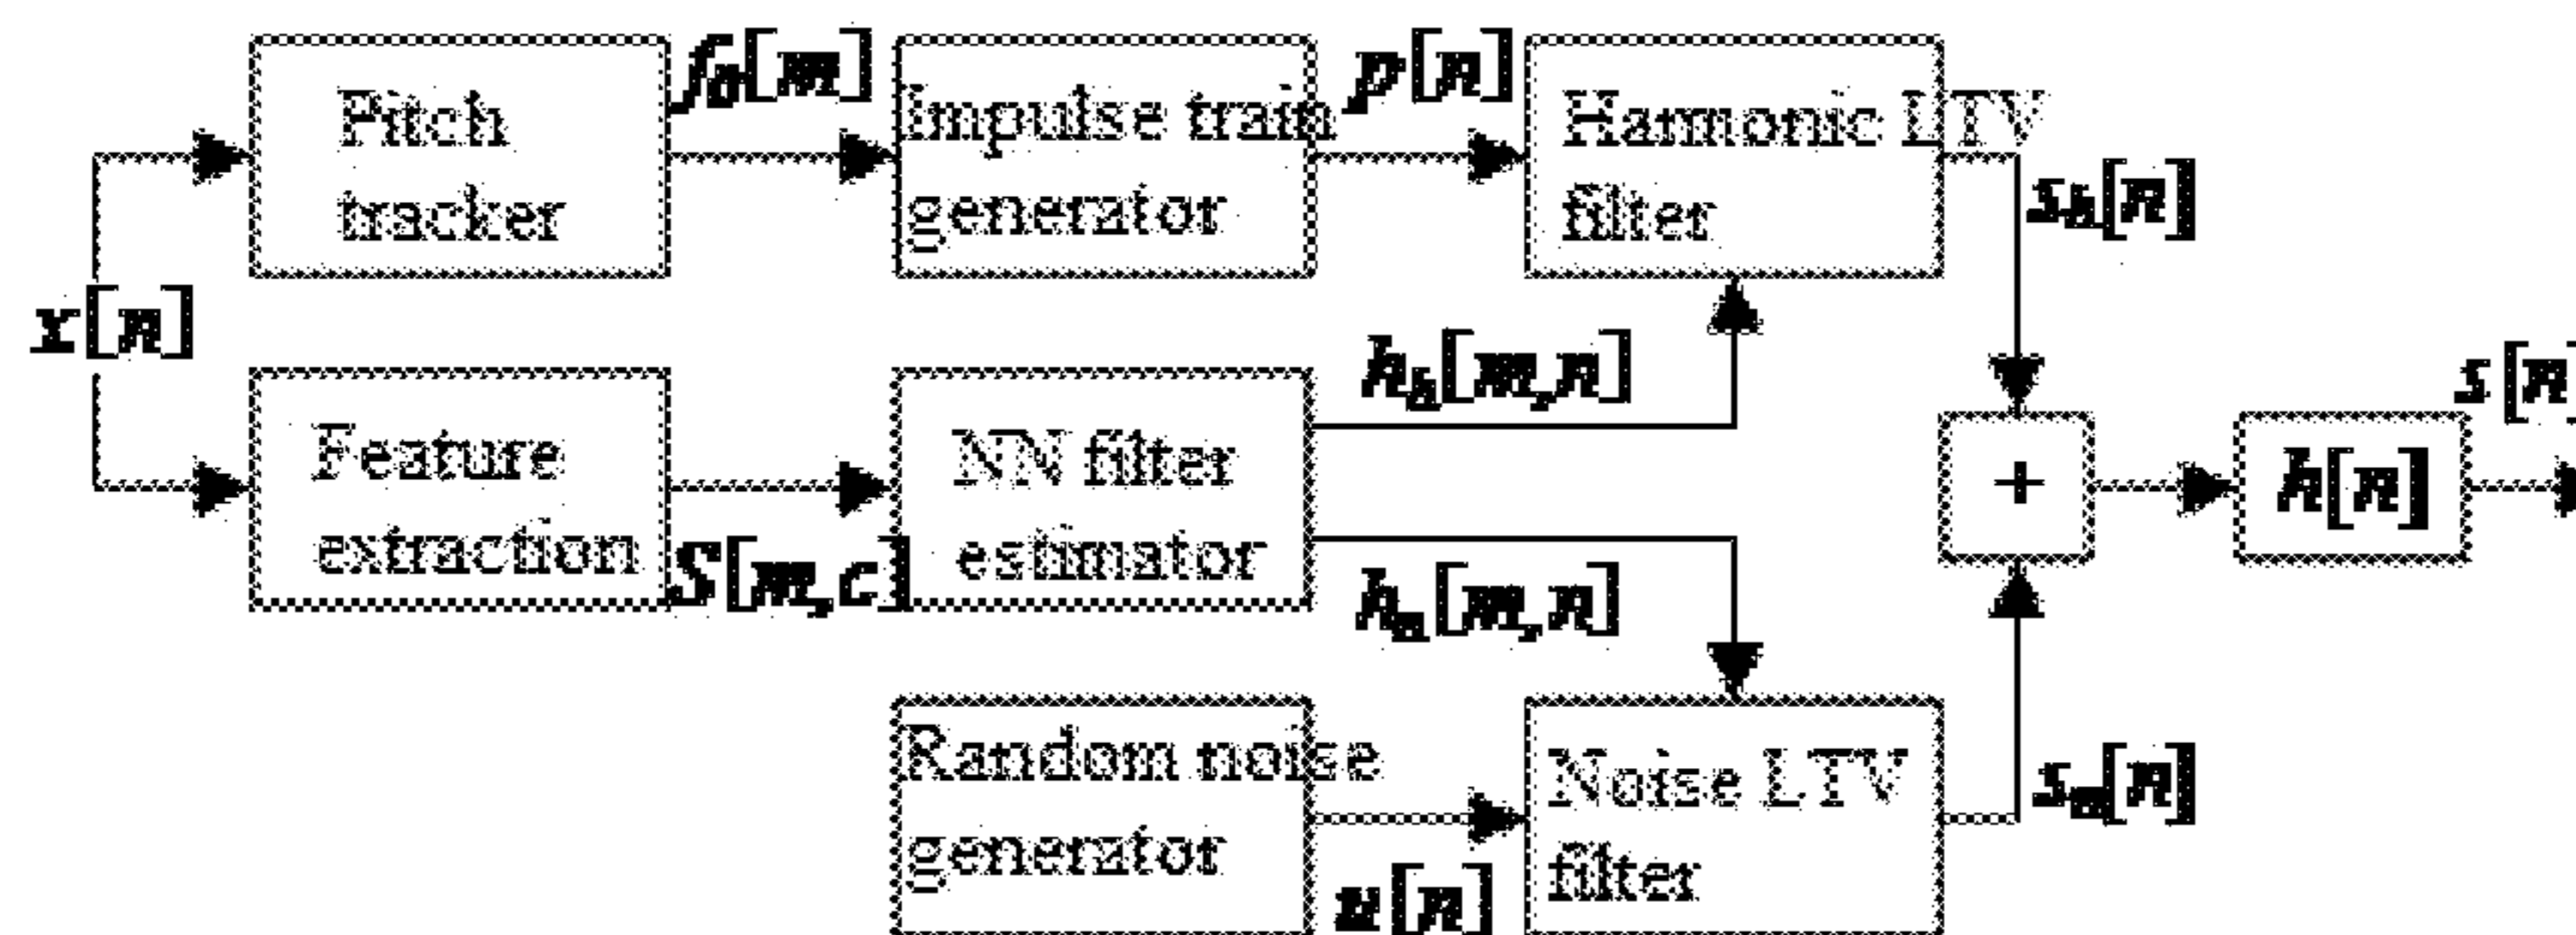 Pitch
tracker
f0[m]
Impulse train
generator
p[n]
Harmonic LTV
filter
sh[n]
x[n]
Feature
extraction
S[m,c]
NN filter
estimator
hh[m,n]
hn[m,n]
+
h[n]
s[n]
Random noise
generator
u[n]
Noise LTV
filter
sn[n]